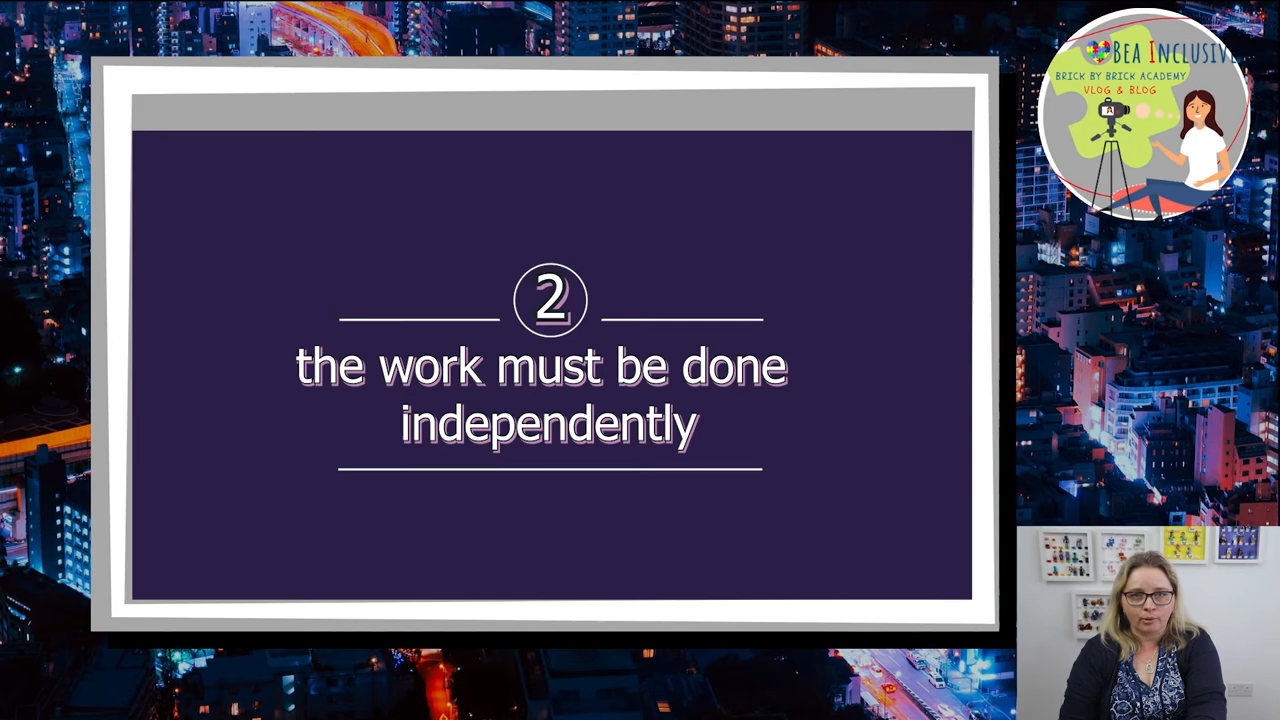 2
the work must be done
independently
BEA INCLUSIVE
BRICK BY BRICK ACADEMY
VLOG & BLOG
A